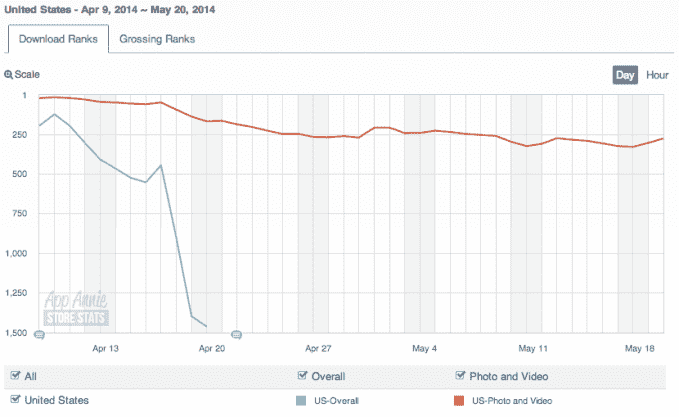 United States - Apr 9, 2014 ~ May 20, 2014
Download Ranks Grossing Ranks
Scale Day Hour
1
250
500
750
1,000
1,250
1,500
App Annie
STORE STATS
Apr 13 Apr 20 Apr 27 May 4 May 11 May 18
All Overall Photo and Video
United States US-Overall US-Photo and Video